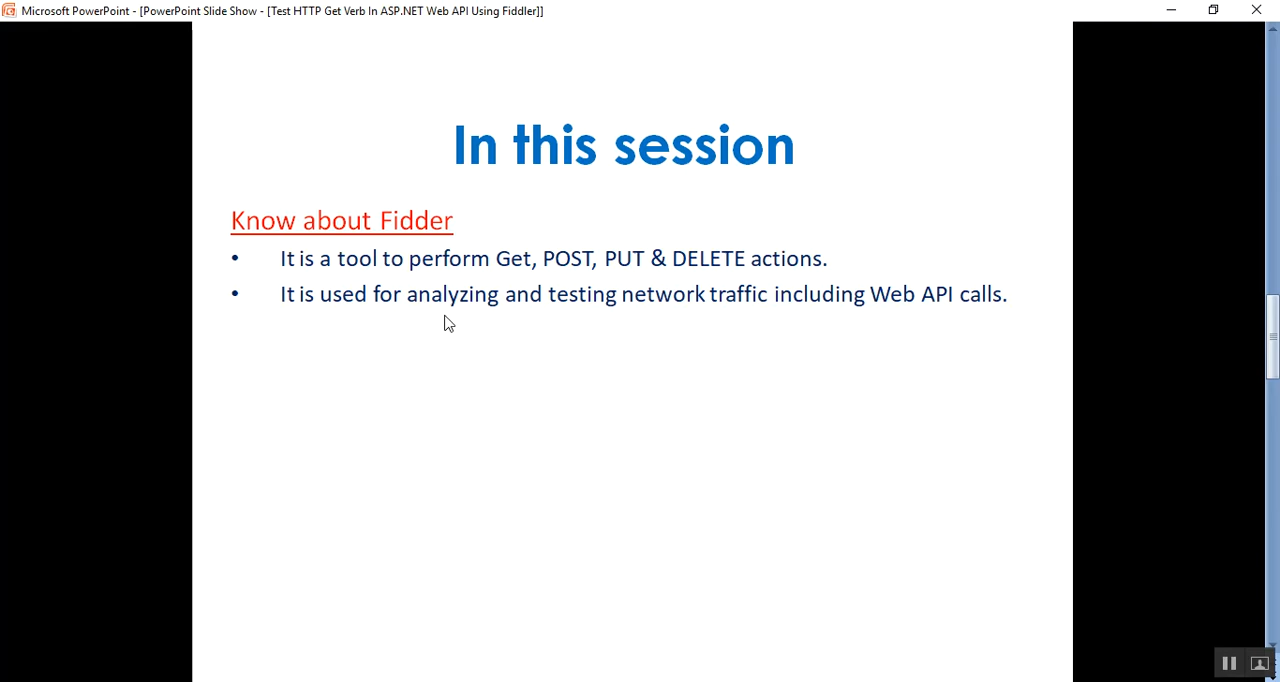 Microsoft PowerPoint - [PowerPoint Slide Show - [Test HTTP Get Verb In ASP.NET Web API Using Fiddler]]
In this session
Know about Fidder
• It is a tool to perform Get, POST, PUT & DELETE actions.
• It is used for analyzing and testing network traffic including Web API calls.